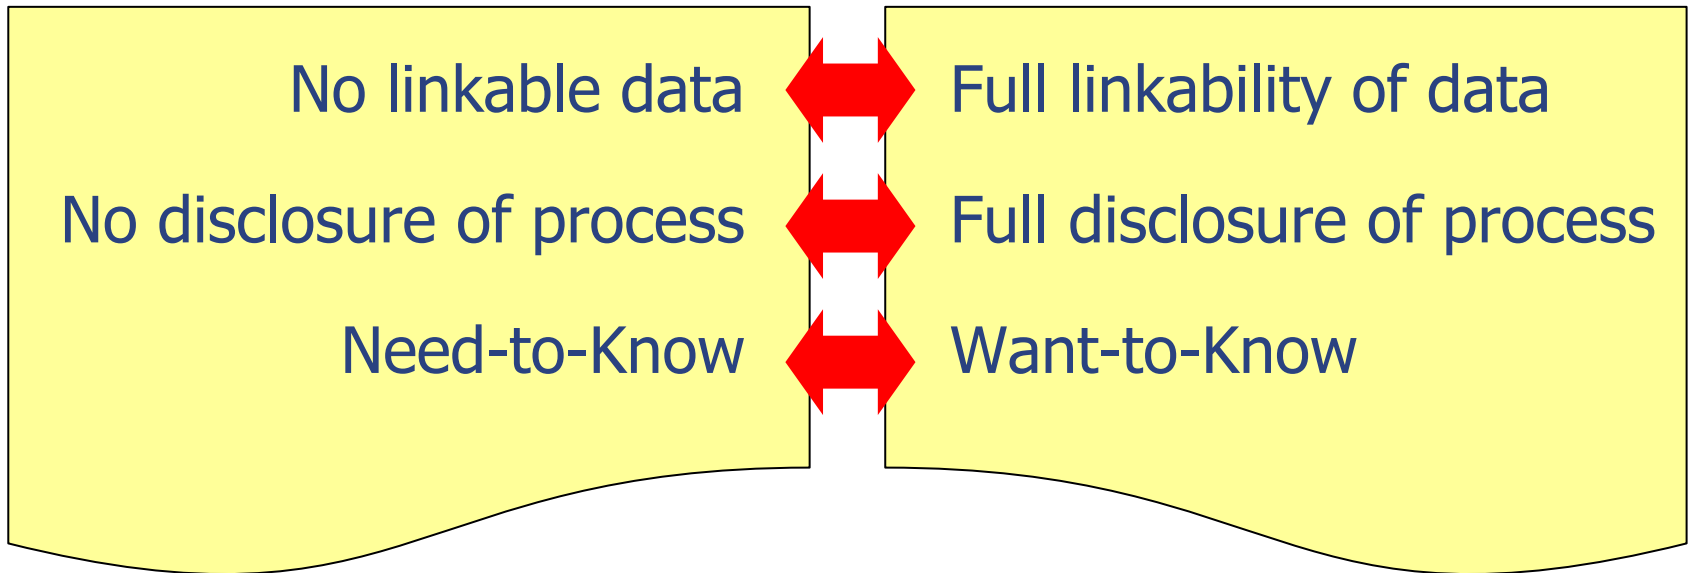 No linkable data
Full linkability of data
No disclosure of process
Full disclosure of process
Need-to-Know
Want-to-Know